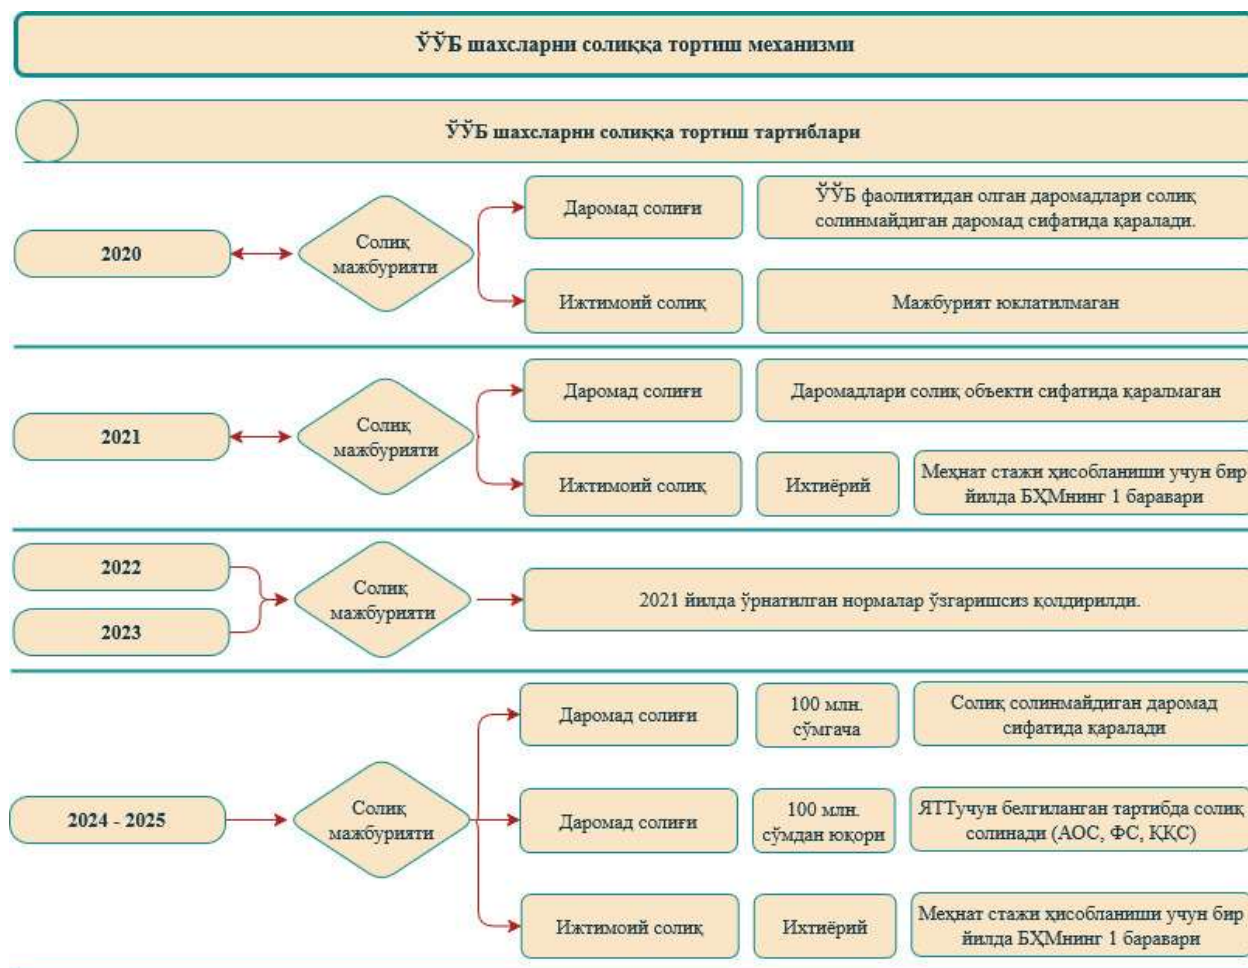 ЎЎБ шахсларни солиққа тортиш механизми
ЎЎБ шахсларни солиққа тортиш тартиблари
2020
Солиқ
мажбурияти
Даромад солиғи
ЎЎБ фаолиятидан олган даромадлари солиқ
солинмайдиган даромад сифатида қаралади.
Ижтимоий солиқ
Мажбурият юклатилмаган
2021
Солиқ
мажбурияти
Даромад солиғи
Даромадлари солиқ объекти сифатида қаралмаган
Ижтимоий солиқ
Ихтиёрий
Меҳнат стажи ҳисобланиши учун бир
йилда БҲМнинг 1 баравари
2022
2023
Солиқ
мажбурияти
2021 йилда ўрнатилган нормалар ўзгаришсиз қолдирилди.
2024 - 2025
Солиқ
мажбурияти
Даромад солиғи
100 млн.
сўмгача
Солиқ солинмайдиган даромад
сифатида қаралади
Даромад солиғи
100 млн.
сўмдан юқори
ЯТТучун белгиланган тартибда солиқ
солинади (АОС, ФС, ҚҚС)
Ижтимоий солиқ
Ихтиёрий
Меҳнат стажи ҳисобланиши учун бир
йилда БҲМнинг 1 баравари